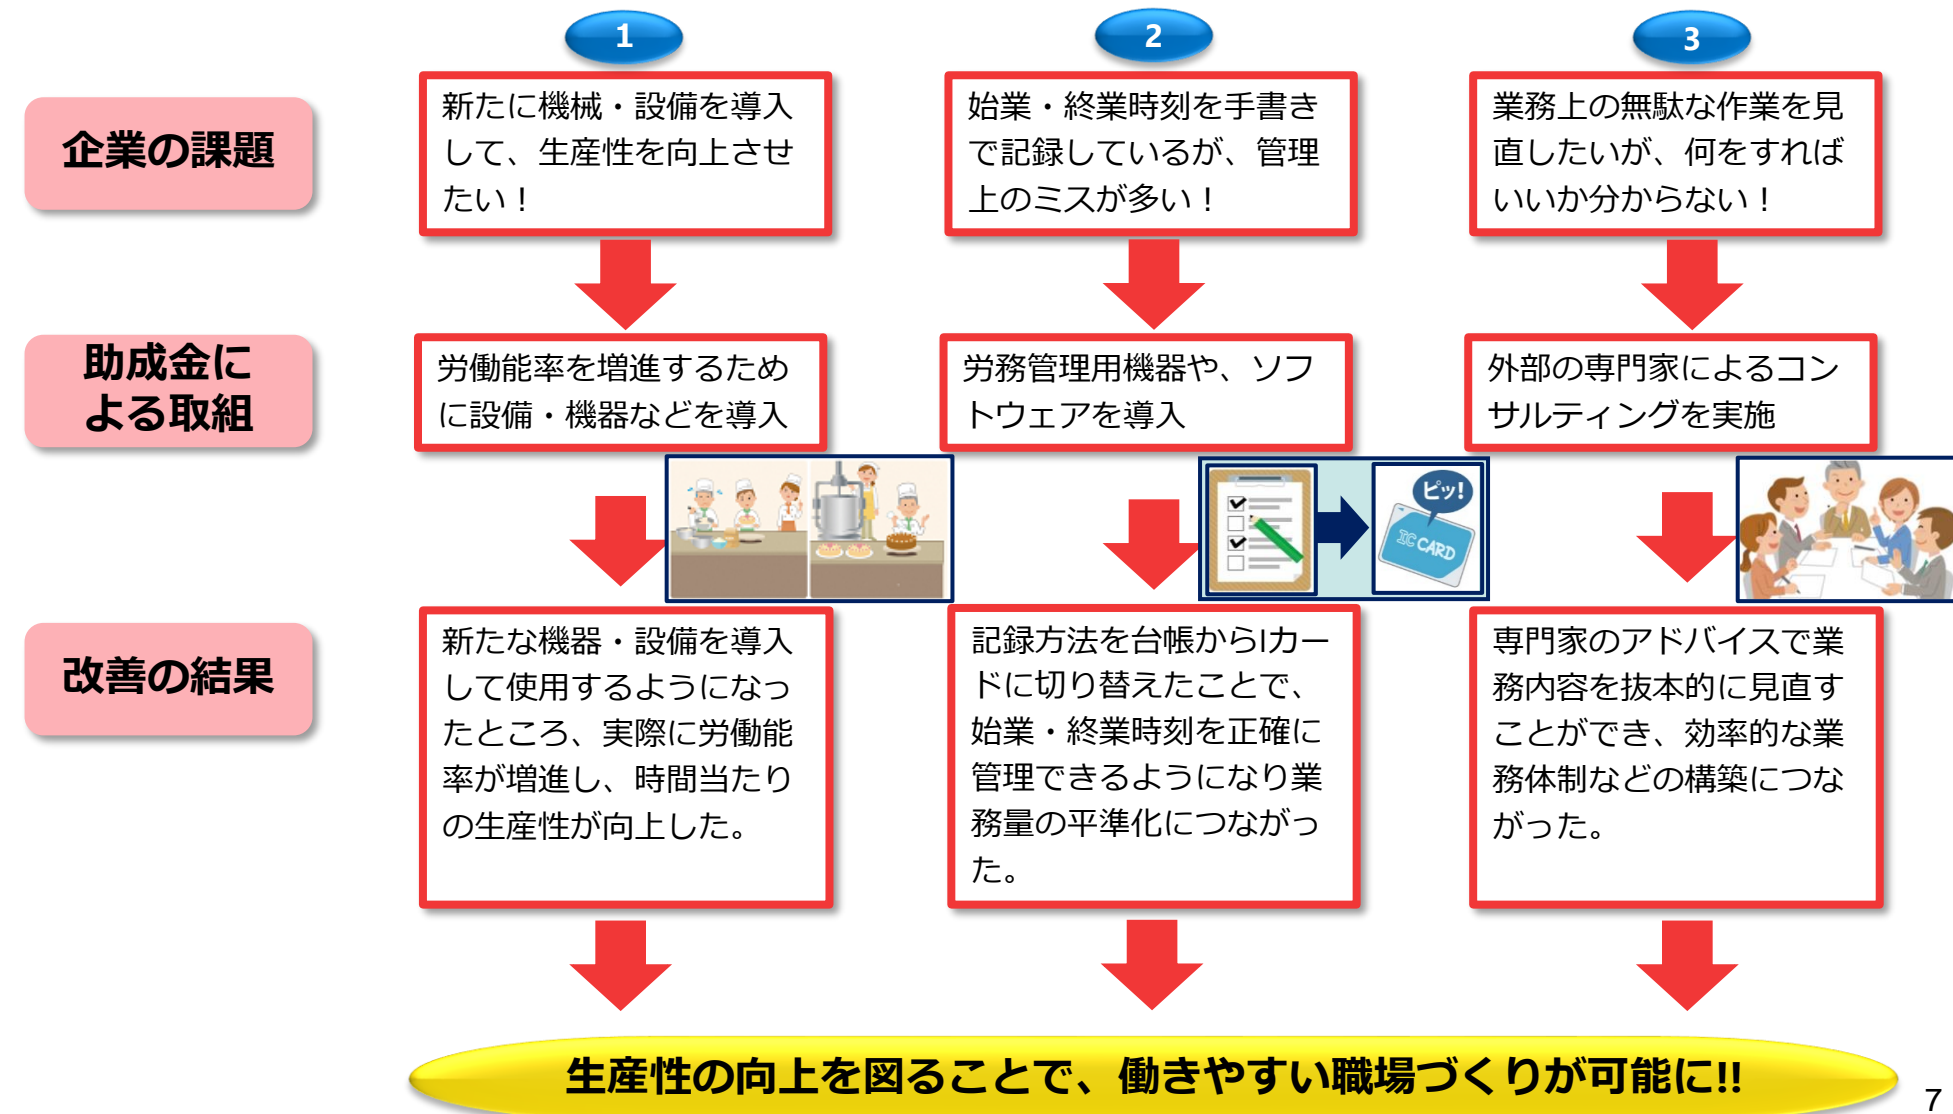 1
2
3
企業の課題
新たに機械・設備を導入
して、生産性を向上させ
たい！
始業・終業時刻を手書き
で記録しているが、管理
上のミスが多い！
業務上の無駄な作業を見
直したいが、何をすれば
いいか分からない！
助成金に
よる取組
労働能率を増進するため
に設備・機器などを導入
労務管理用機器や、ソフ
トウェアを導入
外部の専門家によるコン
サルティングを実施
ピッ!
IC CARD
改善の結果
新たな機器・設備を導入
して使用するようになっ
たところ、実際に労働能
率が増進し、時間当たり
の生産性が向上した。
記録方法を台帳からIカー
ドに切り替えたことで、
始業・終業時刻を正確に
管理できるようになり業
務量の平準化につながっ
た。
専門家のアドバイスで業
務内容を抜本的に見直す
ことができ、効率的な業
務体制などの構築につな
がった。
生産性の向上を図ることで、働きやすい職場づくりが可能に!!
7